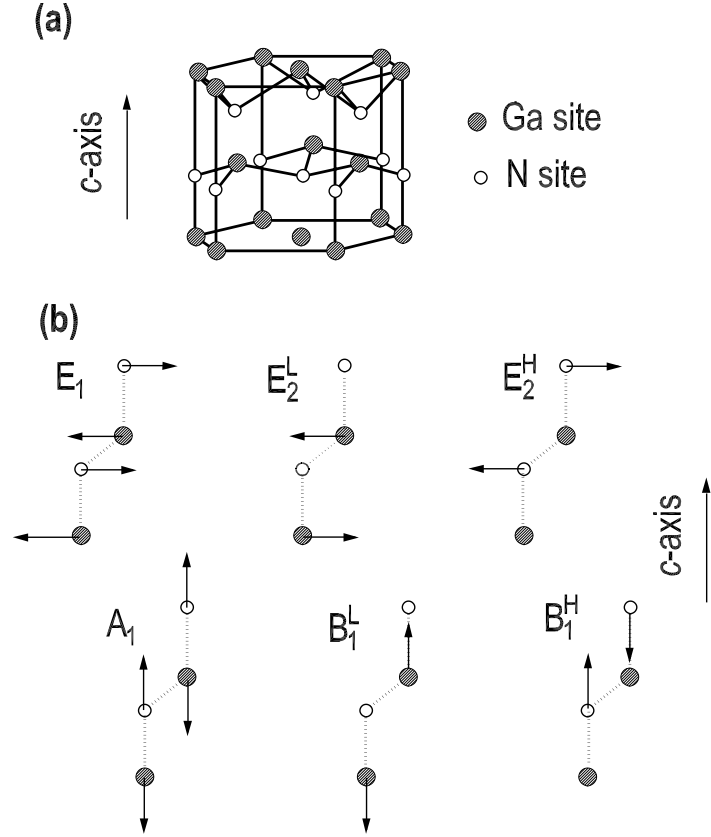 (a)
c-axis
Ga site
N site
(b)
E₁
E₂ᴸ
E₂ᴴ
c-axis
A₁
B₁ᴸ
B₁ᴴ